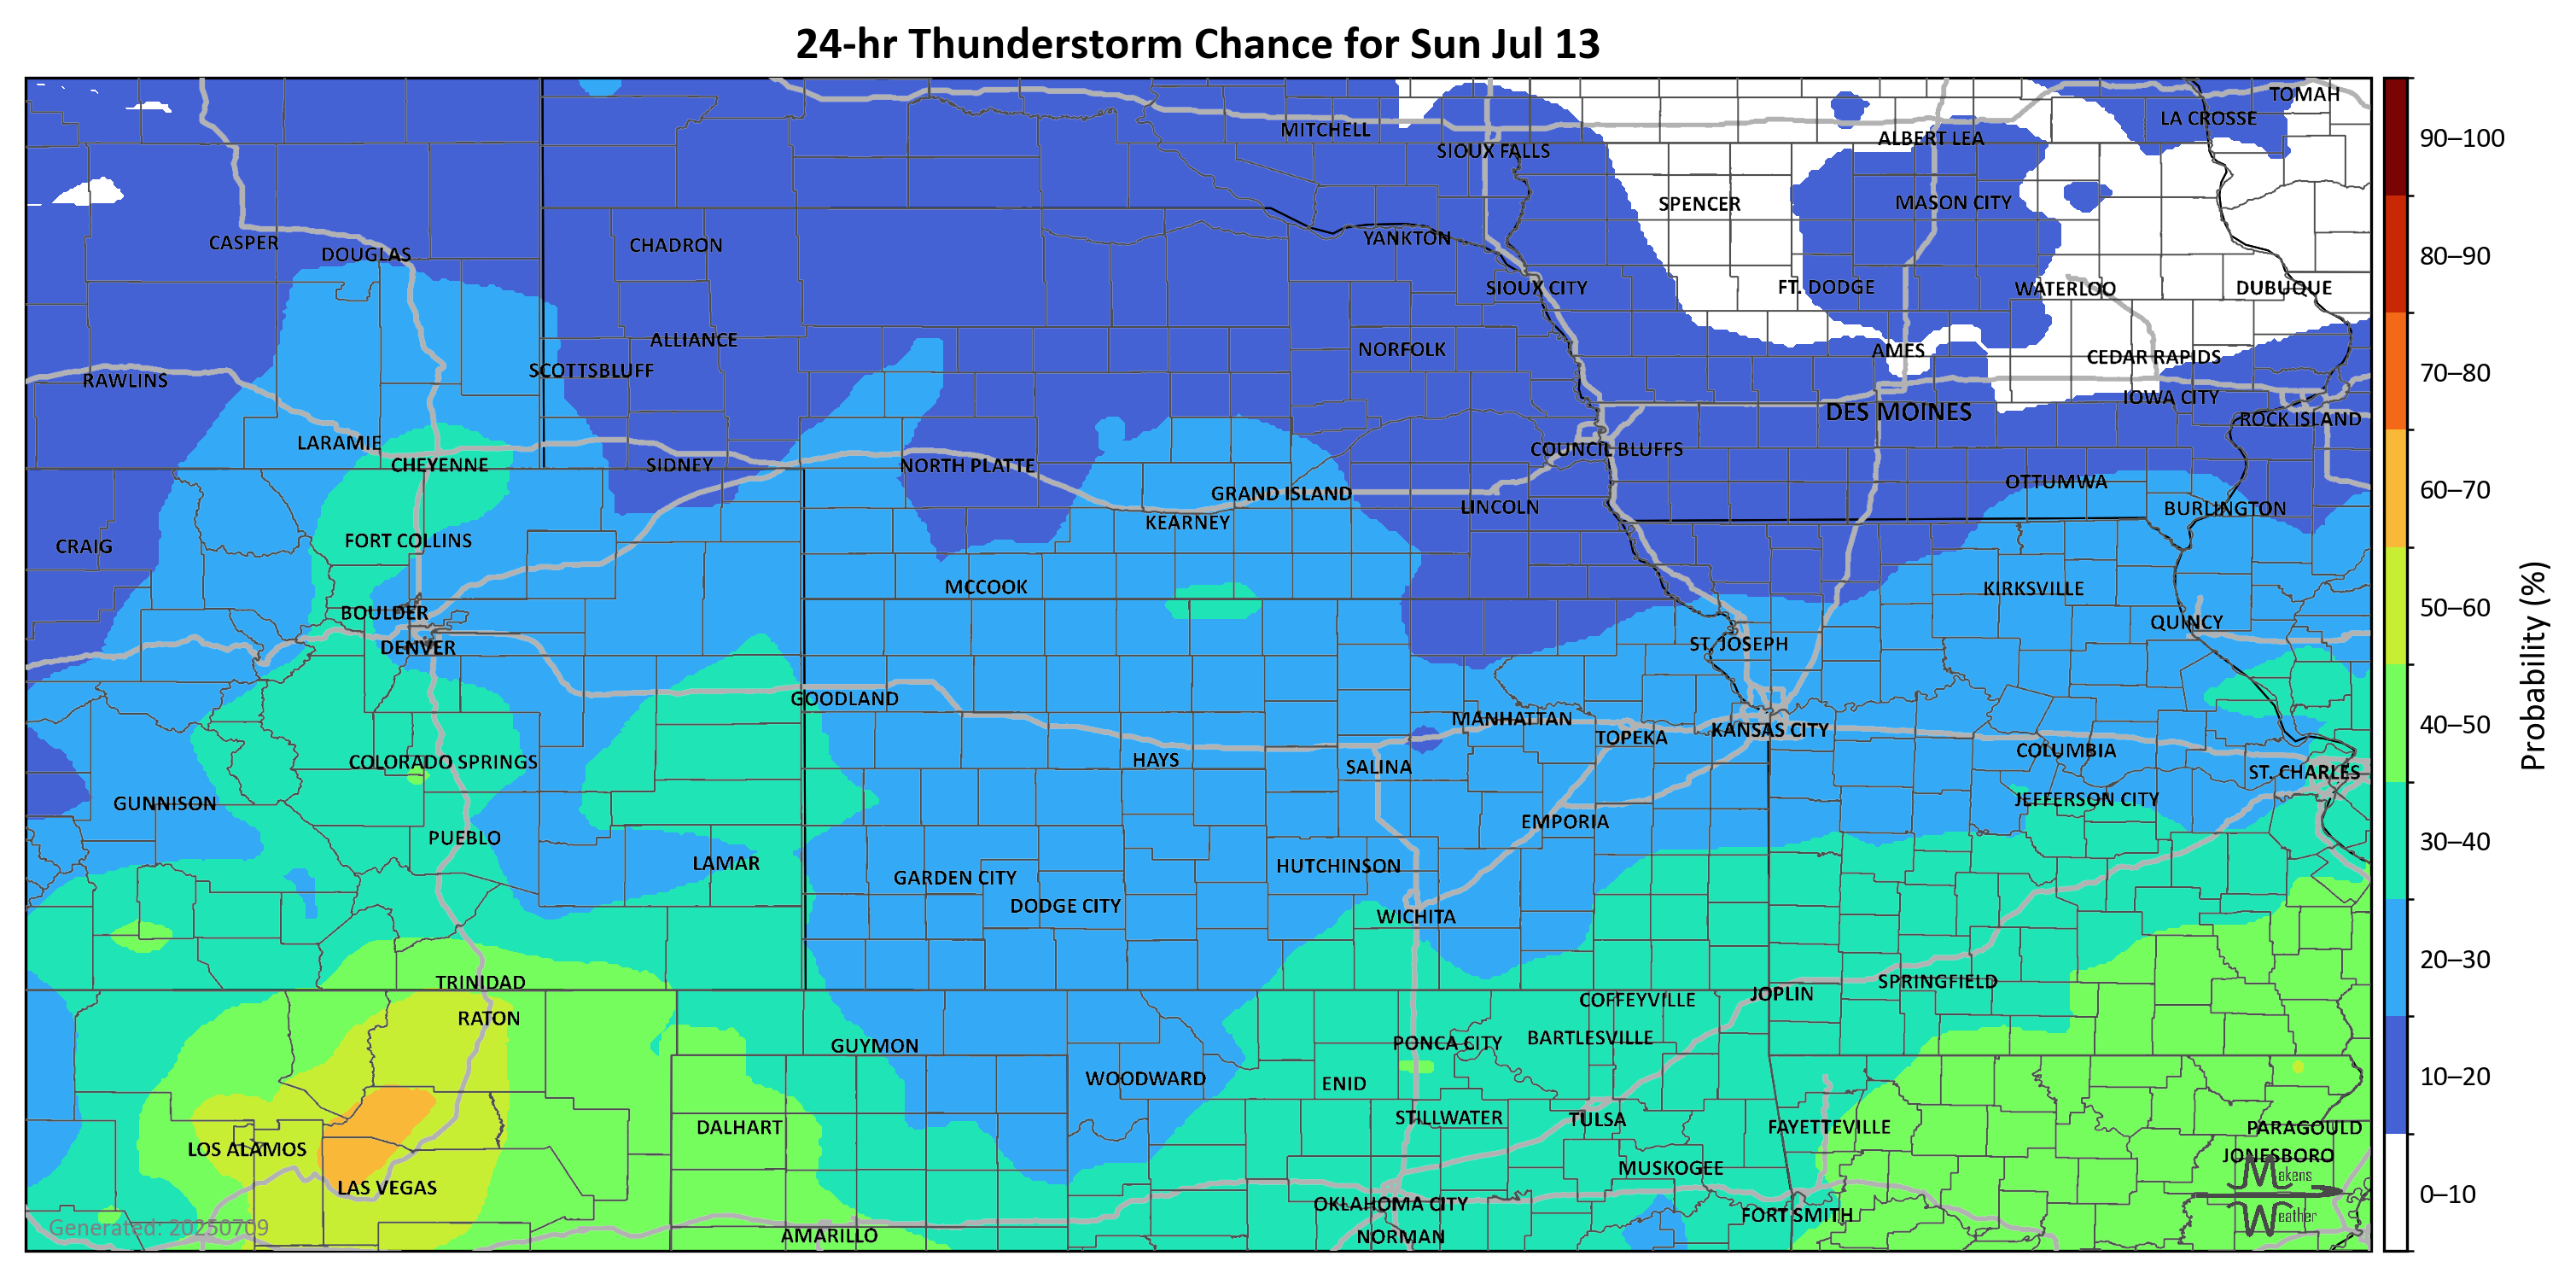 24-hr Thunderstorm Chance for Sun Jul 13
TOMAH
LA CROSSE
MITCHELL
ALBERT LEA
SIOUX FALLS
SPENCER
MASON CITY
CASPER
DOUGLAS
CHADRON
YANKTON
SIOUX CITY
FT. DODGE
WATERLOO
DUBUQUE
ALLIANCE
NORFOLK
AMES
CEDAR RAPIDS
RAWLINS
SCOTTSBLUFF
IOWA CITY
DES MOINES
ROCK ISLAND
LARAMIE
COUNCIL BLUFFS
CHEYENNE
SIDNEY
NORTH PLATTE
OTTUMWA
GRAND ISLAND
LINCOLN
BURLINGTON
KEARNEY
CRAIG
FORT COLLINS
MCCOOK
KIRKSVILLE
BOULDER
QUINCY
DENVER
ST. JOSEPH
GOODLAND
MANHATTAN
TOPEKA
KANSAS CITY
COLUMBIA
COLORADO SPRINGS
HAYS
SALINA
ST. CHARLES
GUNNISON
JEFFERSON CITY
EMPORIA
PUEBLO
LAMAR
HUTCHINSON
GARDEN CITY
DODGE CITY
WICHITA
TRINIDAD
SPRINGFIELD
JOPLIN
COFFEYVILLE
RATON
BARTLESVILLE
PONCA CITY
GUYMON
WOODWARD
ENID
STILLWATER
TULSA
DALHART
FAYETTEVILLE
PARAGOULD
LOS ALAMOS
JONESBORO
MUSKOGEE
LAS VEGAS
OKLAHOMA CITY
FORT SMITH
AMARILLO
NORMAN
Generated: 20250709
Makens
Weather
90–100
80–90
70–80
60–70
50–60
40–50
30–40
20–30
10–20
0–10
Probability (%)